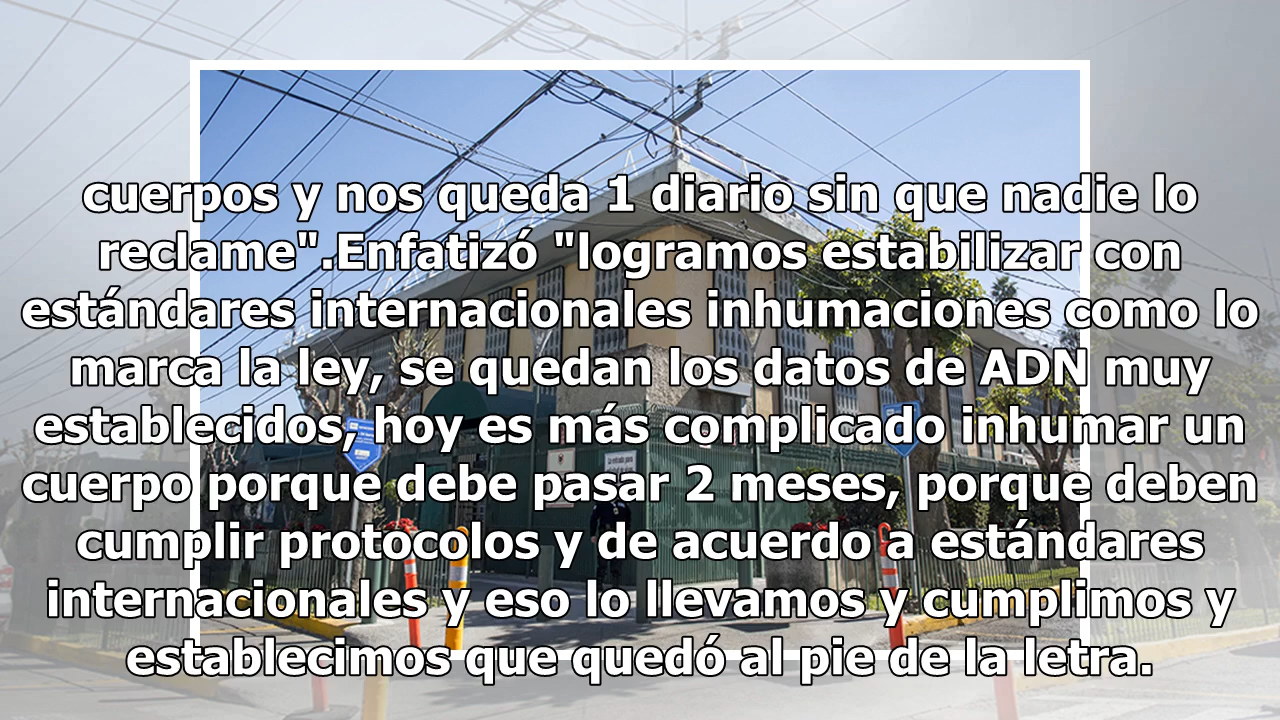 cuerpos y nos queda 1 diario sin que nadie lo
reclame".Enfatizó "logramos estabilizar con
estándares internacionales inhumaciones como lo
marca la ley, se quedan los datos de ADN muy
establecidos, hoy es más complicado inhumar un
cuerpo porque debe pasar 2 meses, porque deben
cumplir protocolos y de acuerdo a estándares
internacionales y eso lo llevamos y cumplimos y
establecimos que quedó al pie de la letra.